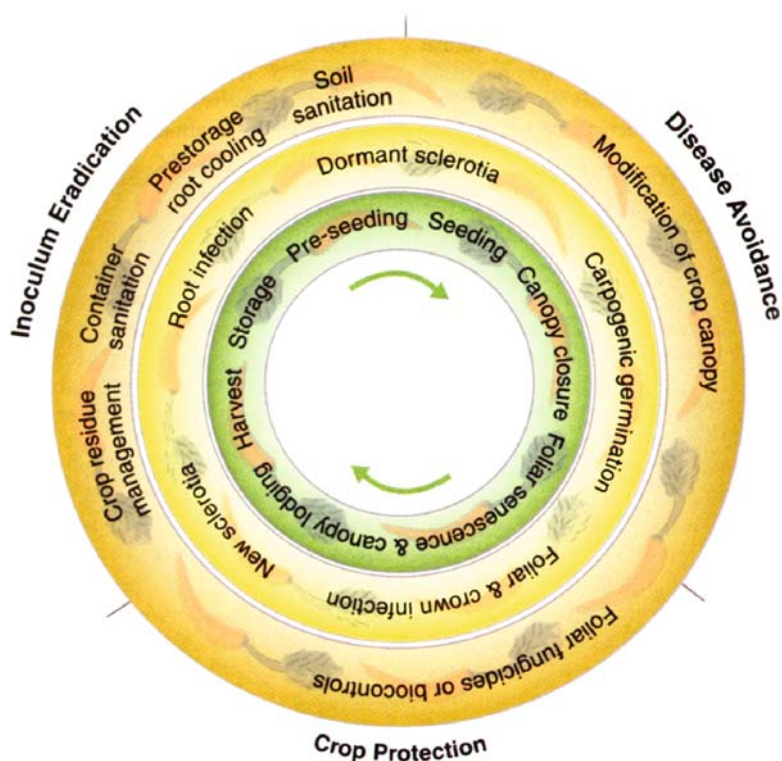 Inoculum Eradication
Disease Avoidance
Crop Protection
Soil
sanitation
Prestorage
root cooling
Container
sanitation
Crop residue
management
Modification of crop canopy
Foliar fungicides or biocontrols
Dormant sclerotia
Carpogenic germination
Foliar & crown infection
New sclerotia
Root infection
Pre-seeding
Seeding
Canopy closure
Foliar senescence & canopy lodging
Harvest
Storage